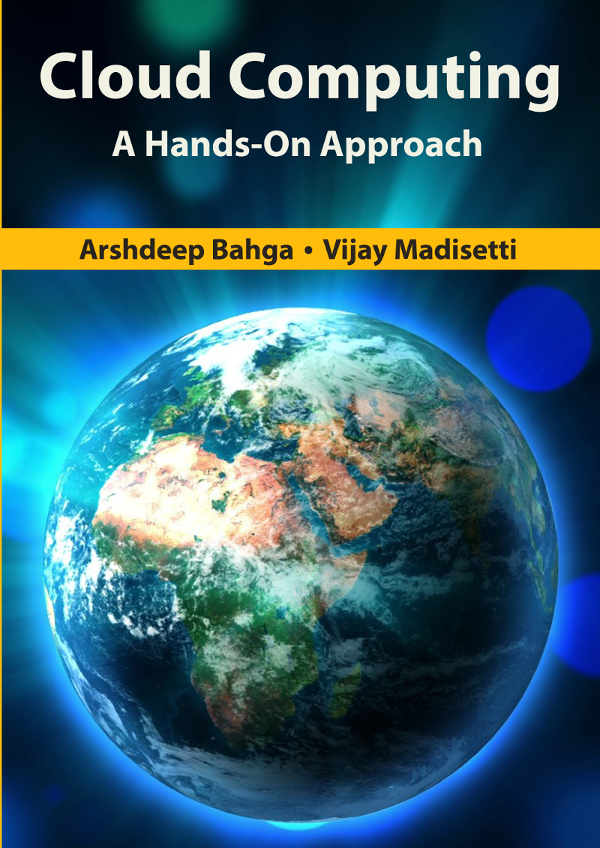 Cloud Computing
A Hands-On Approach
Arshdeep Bahga • Vijay Madisetti